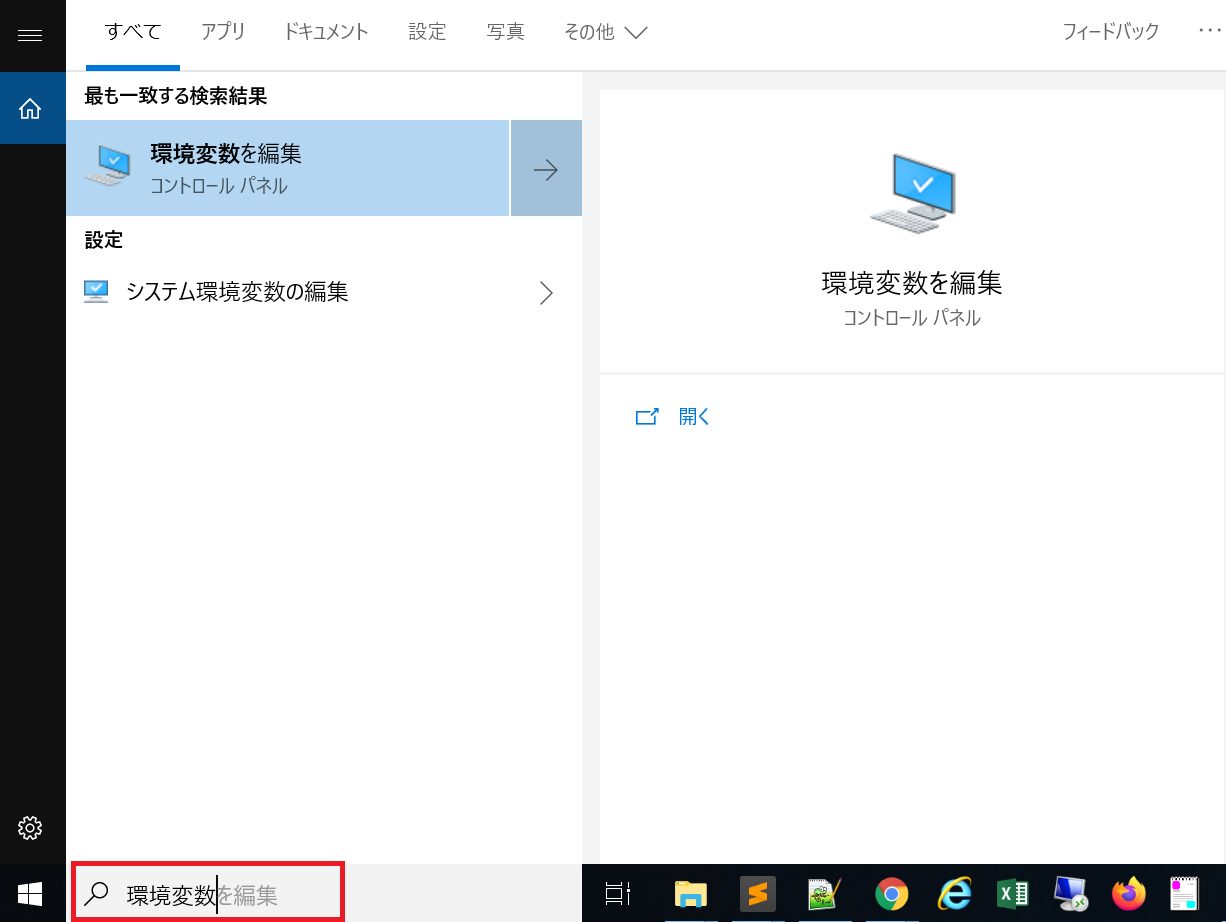 すべて アプリ ドキュメント 設定 写真 その他 フィードバック ...
最も一致する検索結果
環境変数を編集
コントロール パネル
設定
システム環境変数の編集
環境変数を編集
コントロール パネル
開く
環境変数を編集